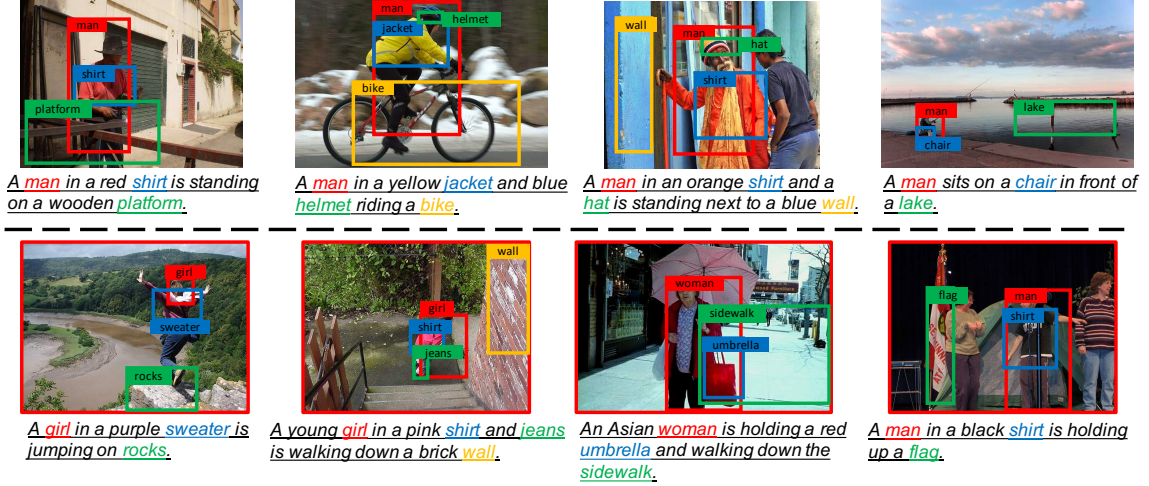 man
shirt
platform
A man in a red shirt is standing
on a wooden platform.
man
helmet
jacket
bike
A man in a yellow jacket and blue
helmet riding a bike.
wall
man
hat
shirt
A man in an orange shirt and a
hat is standing next to a blue wall.
man
lake
chair
A man sits on a chair in front of
a lake.
girl
sweater
rocks
A girl in a purple sweater is
jumping on rocks.
wall
girl
shirt
jeans
A young girl in a pink shirt and jeans
is walking down a brick wall.
woman
sidewalk
umbrella
An Asian woman is holding a red
umbrella and walking down the
sidewalk.
flag
man
shirt
A man in a black shirt is holding
up a flag.